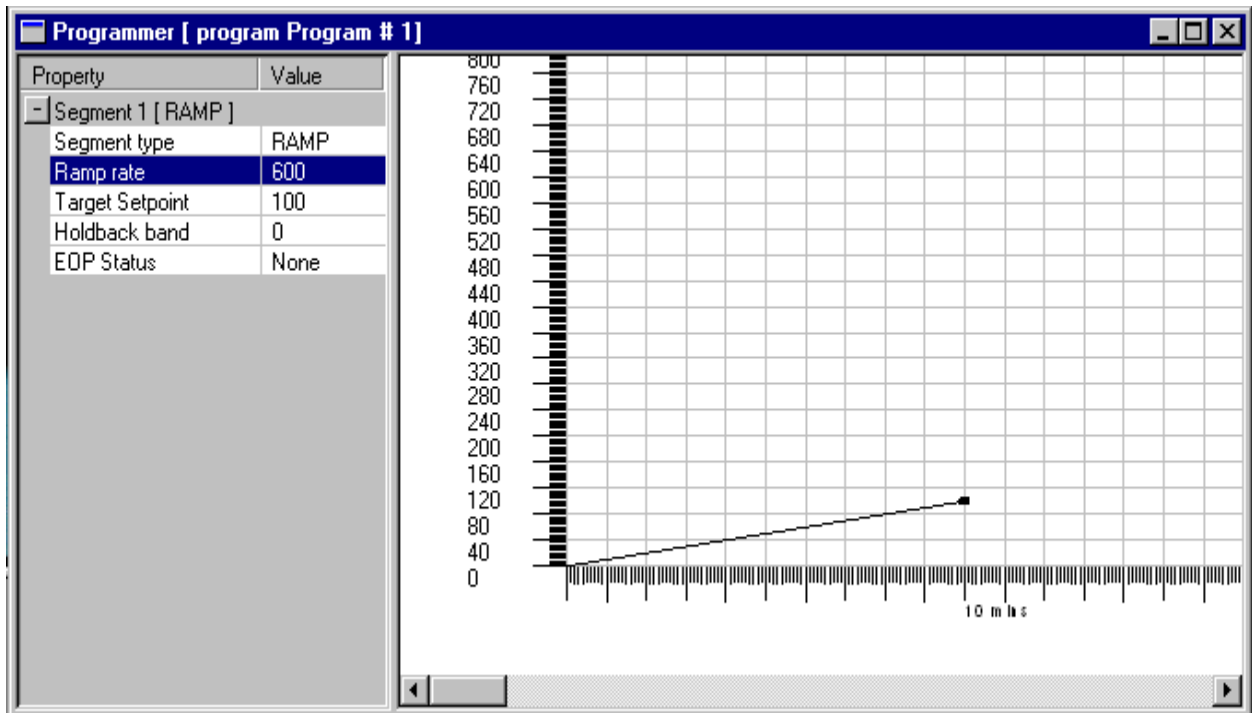 Programmer [ program Program # 1]
Property Value
- Segment 1 [ RAMP ]
Segment type RAMP
Ramp rate 600
Target Setpoint 100
Holdback band 0
EOP Status None
800
760
720
680
640
600
560
520
480
440
400
360
320
280
240
200
160
120
80
40
0
10 mins